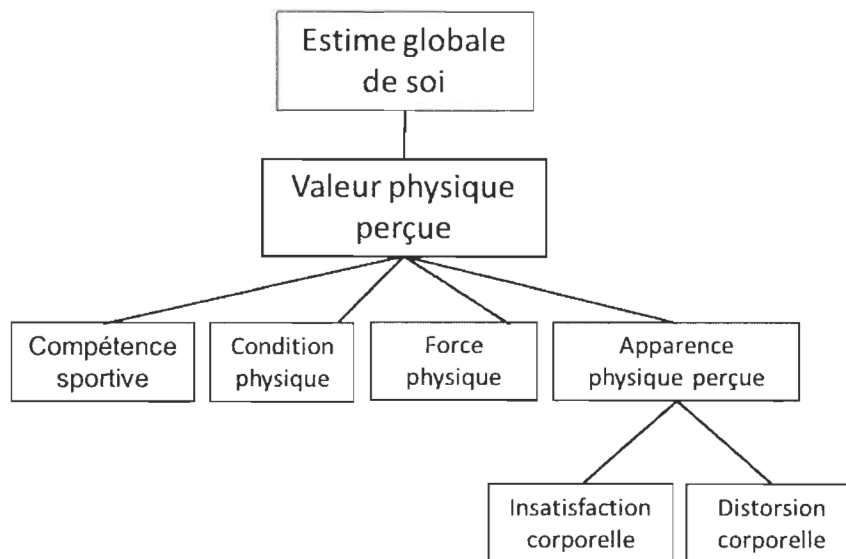 Estime globale
de soi
Valeur physique
perçue
Compétence
sportive
Condition
physique
Force
physique
Apparence
physique perçue
Insatisfaction
corporelle
Distorsion
corporelle